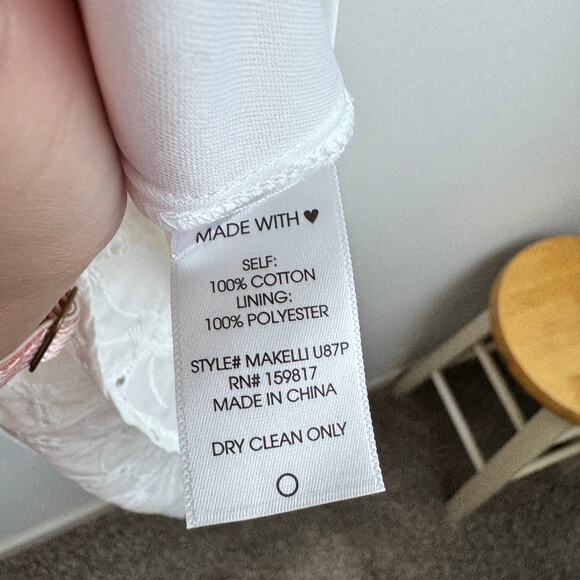 MADE WITH ♥
SELF:
100% COTTON
LINING:
100% POLYESTER
STYLE# MAKELLI U87P
RN# 159817
MADE IN CHINA
DRY CLEAN ONLY